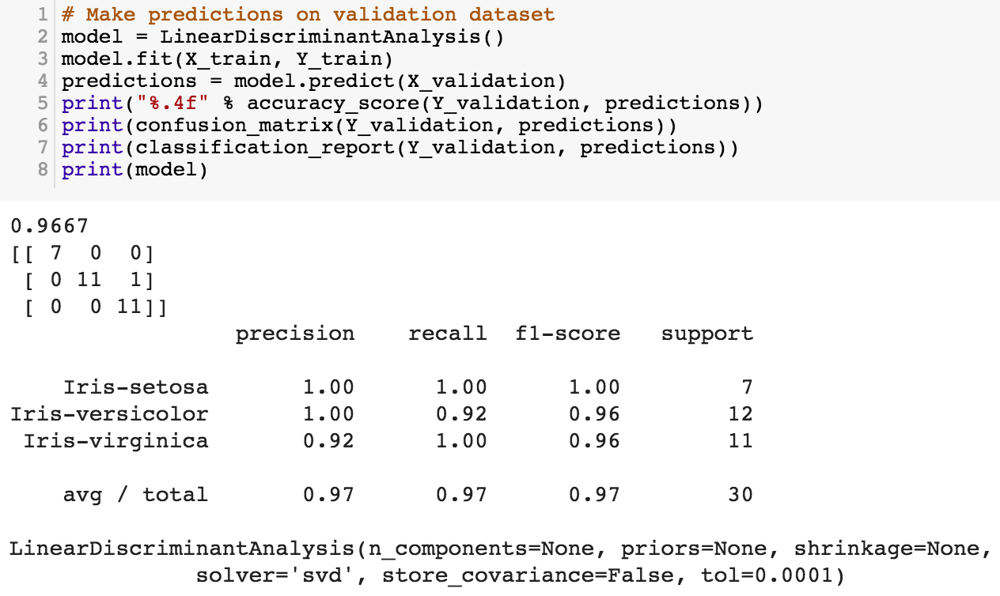 1 # Make predictions on validation dataset
2 model = LinearDiscriminantAnalysis()
3 model.fit(X_train, Y_train)
4 predictions = model.predict(X_validation)
5 print("%.4f" % accuracy_score(Y_validation, predictions))
6 print(confusion_matrix(Y_validation, predictions))
7 print(classification_report(Y_validation, predictions))
8 print(model)
0.9667
[[ 7  0  0]
 [ 0 11  1]
 [ 0  0 11]]
                 precision    recall  f1-score   support
    Iris-setosa       1.00      1.00      1.00         7
Iris-versicolor       1.00      0.92      0.96        12
 Iris-virginica       0.92      1.00      0.96        11
    avg / total       0.97      0.97      0.97        30
LinearDiscriminantAnalysis(n_components=None, priors=None, shrinkage=None,
              solver='svd', store_covariance=False, tol=0.0001)